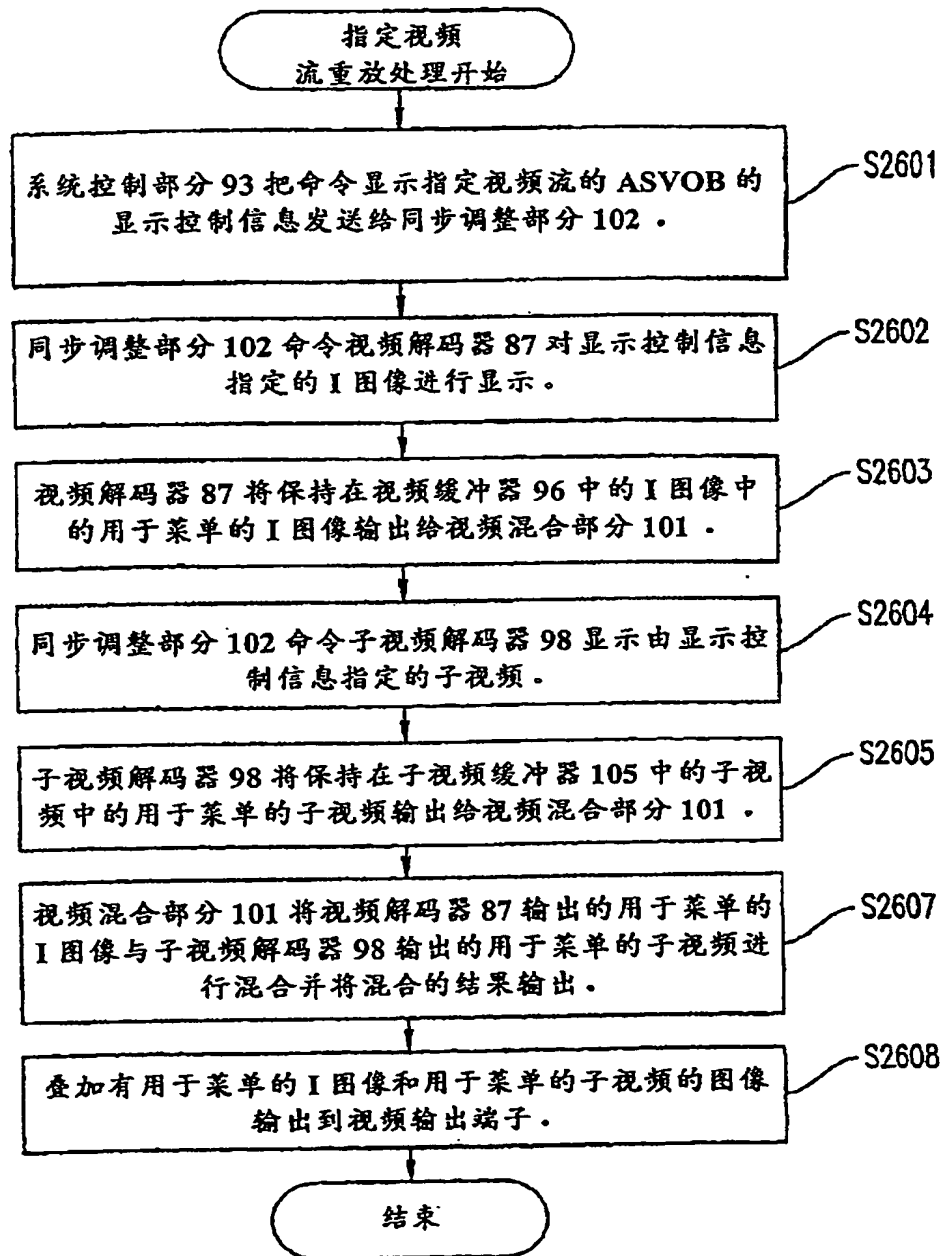 指定视频
流重放处理开始
系统控制部分 93 把命令显示指定视频流的 ASVOB 的
显示控制信息发送给同步调整部分 102 .
S2601
同步调整部分 102 命令视频解码器 87 对显示控制信息
指定的 I 图像进行显示。
S2602
视频解码器 87 将保持在视频缓冲器 96 中的 I 图像中
的用于菜单的 I 图像输出给视频混合部分 101 .
S2603
同步调整部分 102 命令子视频解码器 98 显示由显示控
制信息指定的子视频.
S2604
子视频解码器 98 将保持在子视频缓冲器 105 中的子视
频中的用于菜单的子视频输出给视频混合部分 101 .
S2605
视频混合部分 101 将视频解码器 87 输出的用于菜单的
I 图像与子视频解码器 98 输出的用于菜单的子视频进
行混合并将混合的结果输出.
S2607
叠加有用于菜单的 I 图像和用于菜单的子视频的图像
输出到视频输出端子.
S2608
结束